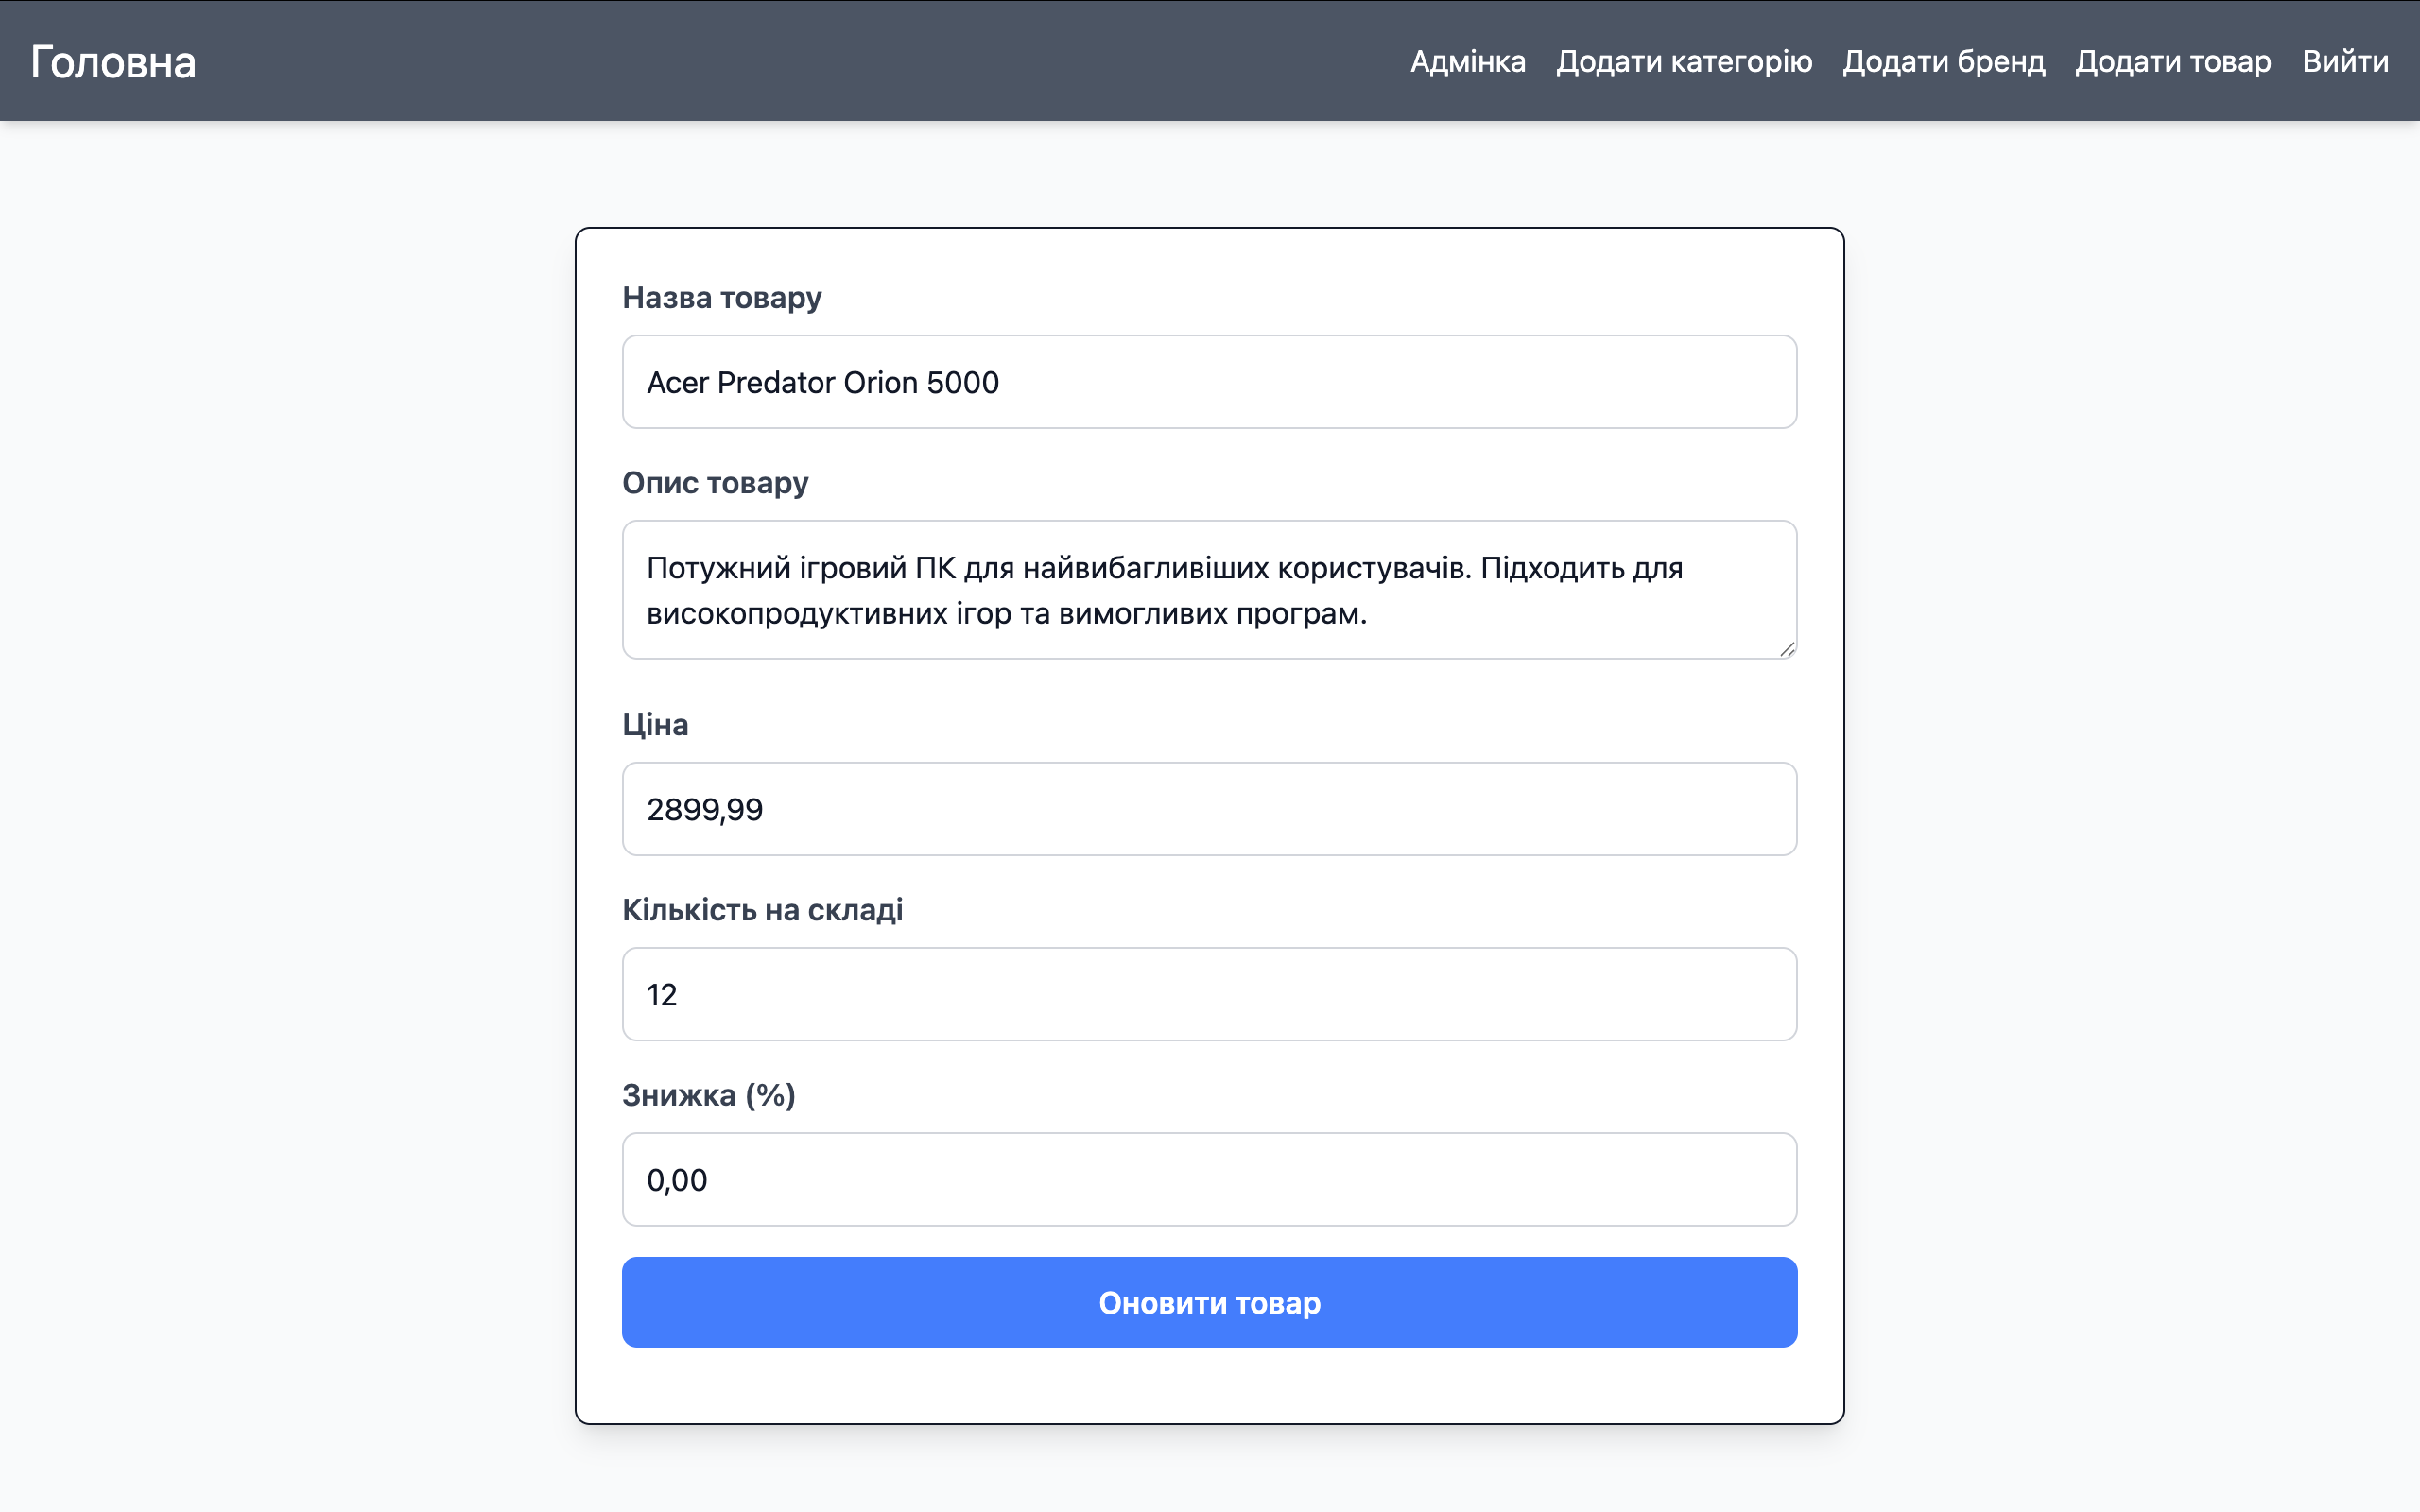 Головна
Адмінка
Додати категорію
Додати бренд
Додати товар
Вийти
Назва товару
Acer Predator Orion 5000
Опис товару
Потужний ігровий ПК для найвибагливіших користувачів. Підходить для
високопродуктивних ігор та вимогливих програм.
Ціна
2899,99
Кількість на складі
12
Знижка (%)
0,00
Оновити товар